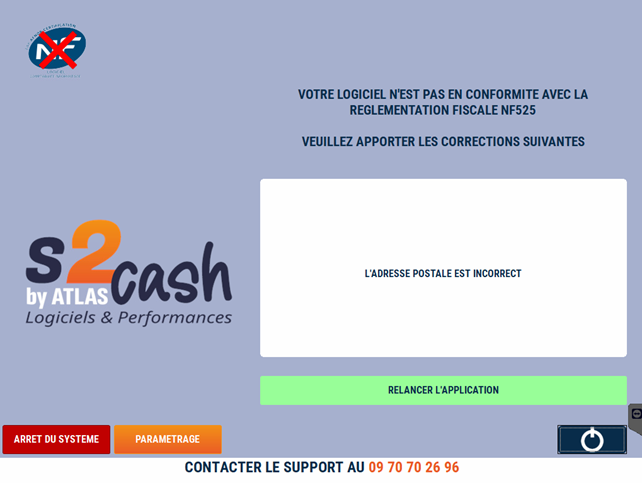 NF
VOTRE LOGICIEL N'EST PAS EN CONFORMITE AVEC LA
REGLEMENTATION FISCALE NF525
VEUILLEZ APPORTER LES CORRECTIONS SUIVANTES
L'ADRESSE POSTALE EST INCORRECT
s2cash
by ATLAS
Logiciels & Performances
RELANCER L'APPLICATION
ARRET DU SYSTEME
PARAMETRAGE
CONTACTER LE SUPPORT AU 09 70 70 26 96